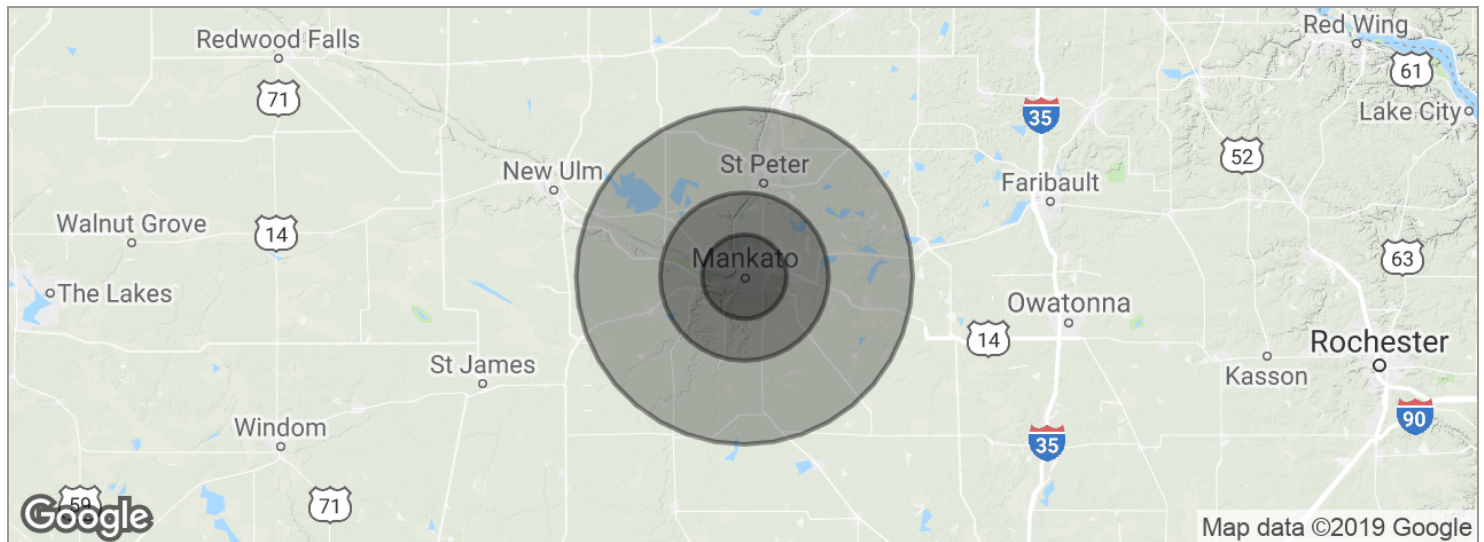 Red Wing
Redwood Falls
61
71
35
Lake City
52
St Peter
New Ulm
Faribault
Walnut Grove
14
63
Mankato
The Lakes
Owatonna
14
Rochester
St James
Kasson
90
Windom
35
59
71
Google
Map data ©2019 Google